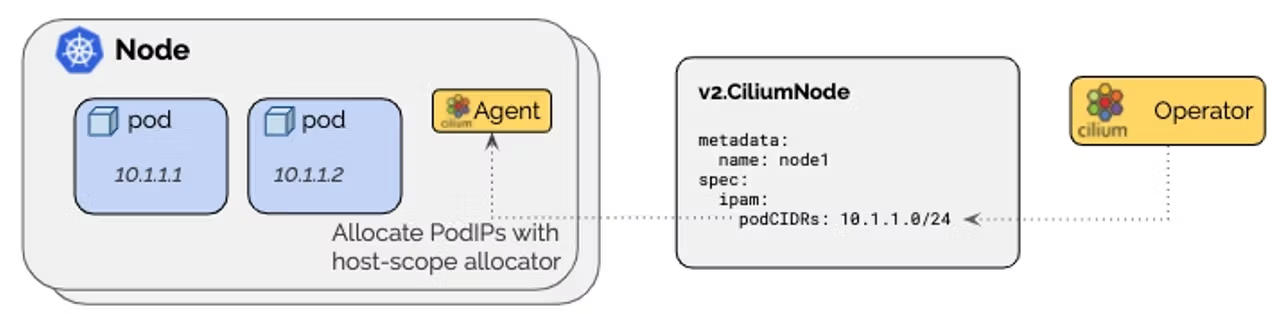 Node
pod
10.1.1.1
pod
10.1.1.2
cilium
Agent
Allocate PodIPs with
host-scope allocator
v2.CiliumNode
metadata:
name: node1
spec:
ipam:
podCIDRs: 10.1.1.0/24
cilium
Operator